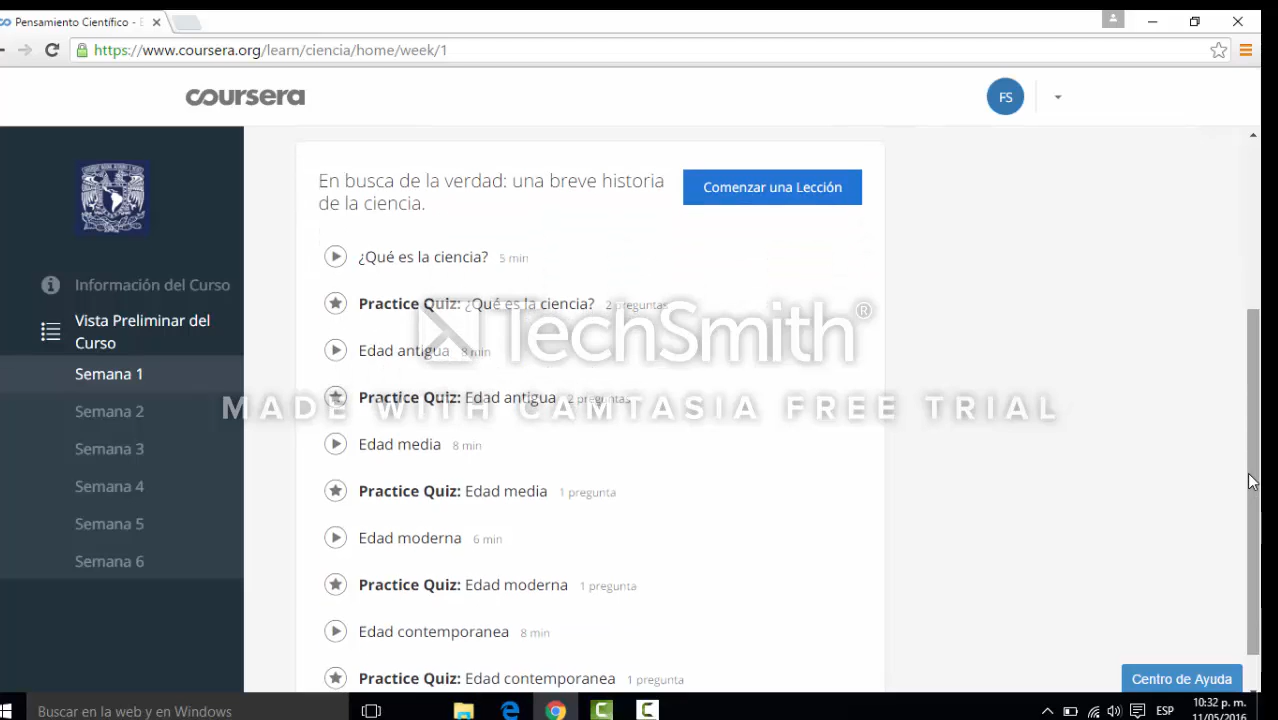 Pensamiento Científico -
https://www.coursera.org/learn/ciencia/home/week/1
coursera
FS
Información del Curso
Vista Preliminar del
Curso
Semana 1
Semana 2
Semana 3
Semana 4
Semana 5
Semana 6
En busca de la verdad: una breve historia
de la ciencia.
Comenzar una Lección
¿Qué es la ciencia? 5 min
Practice Quiz: ¿Qué es la ciencia? 2 preguntas
Edad antigua 8 min
Practice Quiz: Edad antigua 2 preguntas
Edad media 8 min
Practice Quiz: Edad media 1 pregunta
Edad moderna 6 min
Practice Quiz: Edad moderna 1 pregunta
Edad contemporanea 8 min
Practice Quiz: Edad contemporanea 1 pregunta
TechSmith®
MADE WITH CAMTASIA FREE TRIAL
Centro de Ayuda
Buscar en la web y en Windows
ESP
10:32 p. m.
11/05/2016